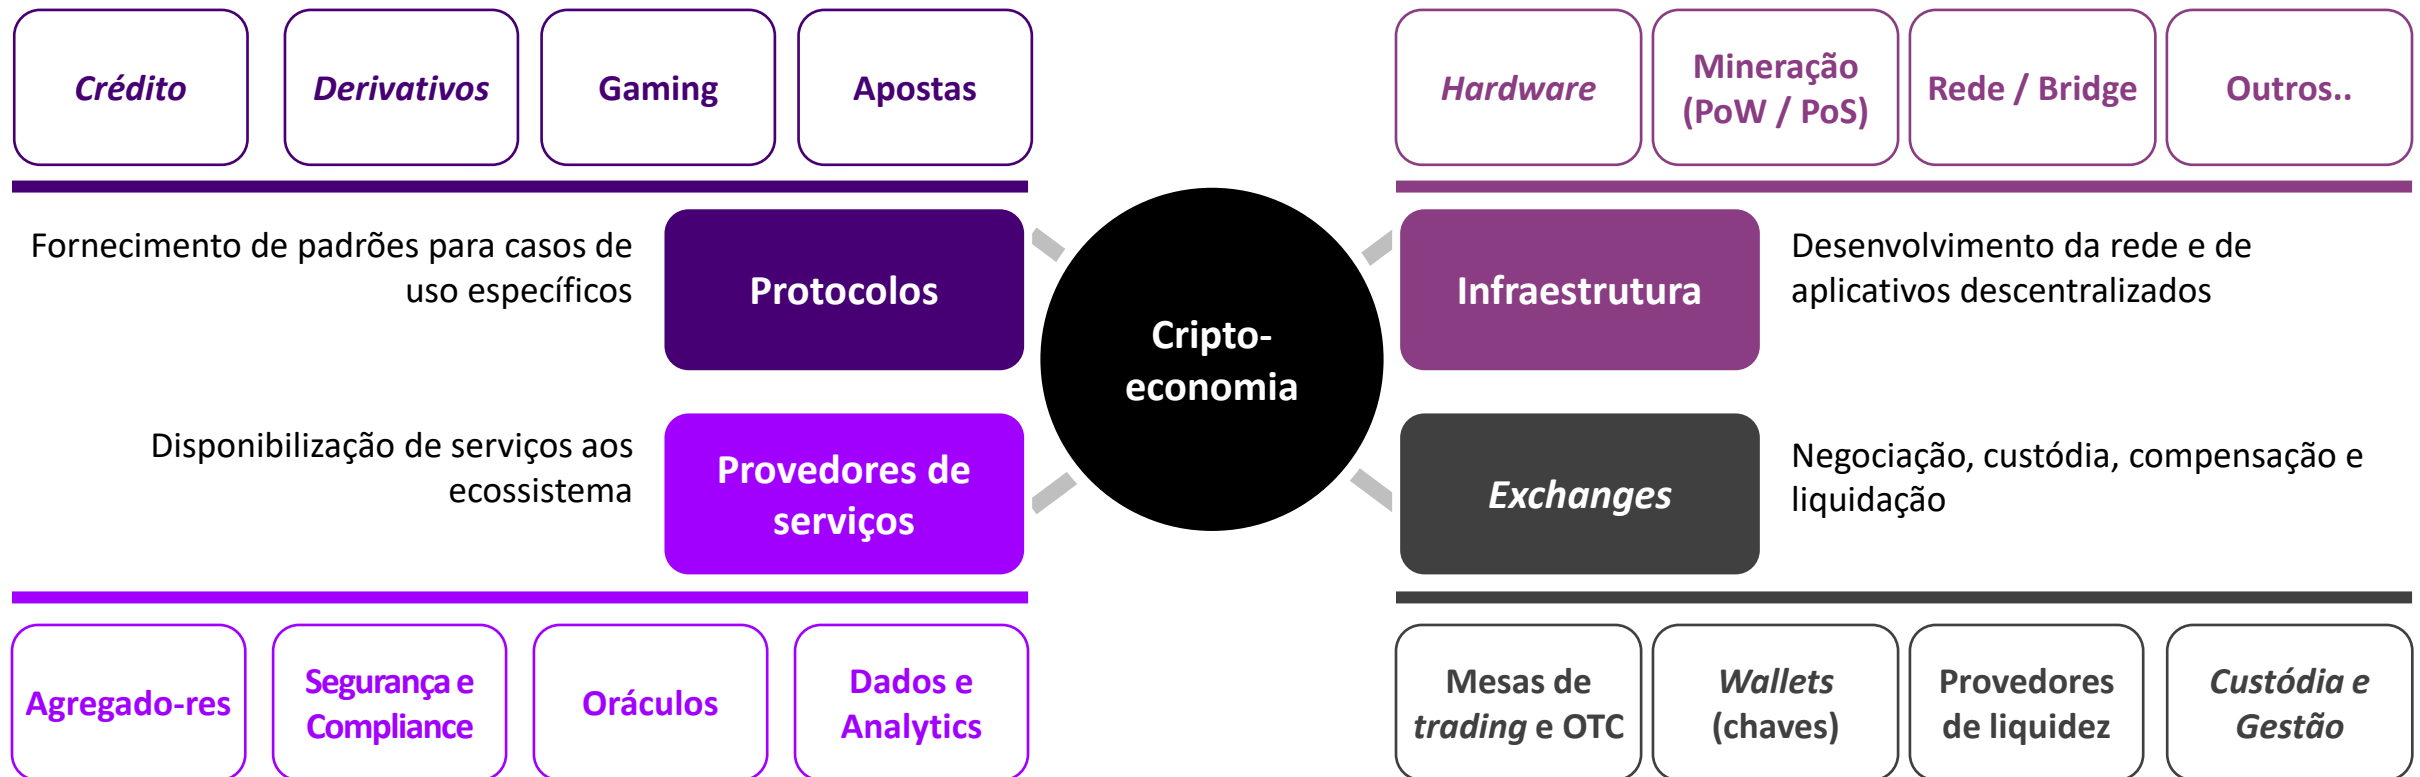 Crédito
Derivativos
Gaming
Apostas
Hardware
Mineração
(PoW / PoS)
Rede / Bridge
Outros..
Fornecimento de padrões para casos de
uso específicos
Protocolos
Cripto-
economia
Infraestrutura
Desenvolvimento da rede e de
aplicativos descentralizados
Disponibilização de serviços aos
ecossistema
Provedores de
serviços
Exchanges
Negociação, custódia, compensação e
liquidação
Agregado-res
Segurança e
Compliance
Oráculos
Dados e
Analytics
Mesas de
trading e OTC
Wallets
(chaves)
Provedores
de liquidez
Custódia e
Gestão